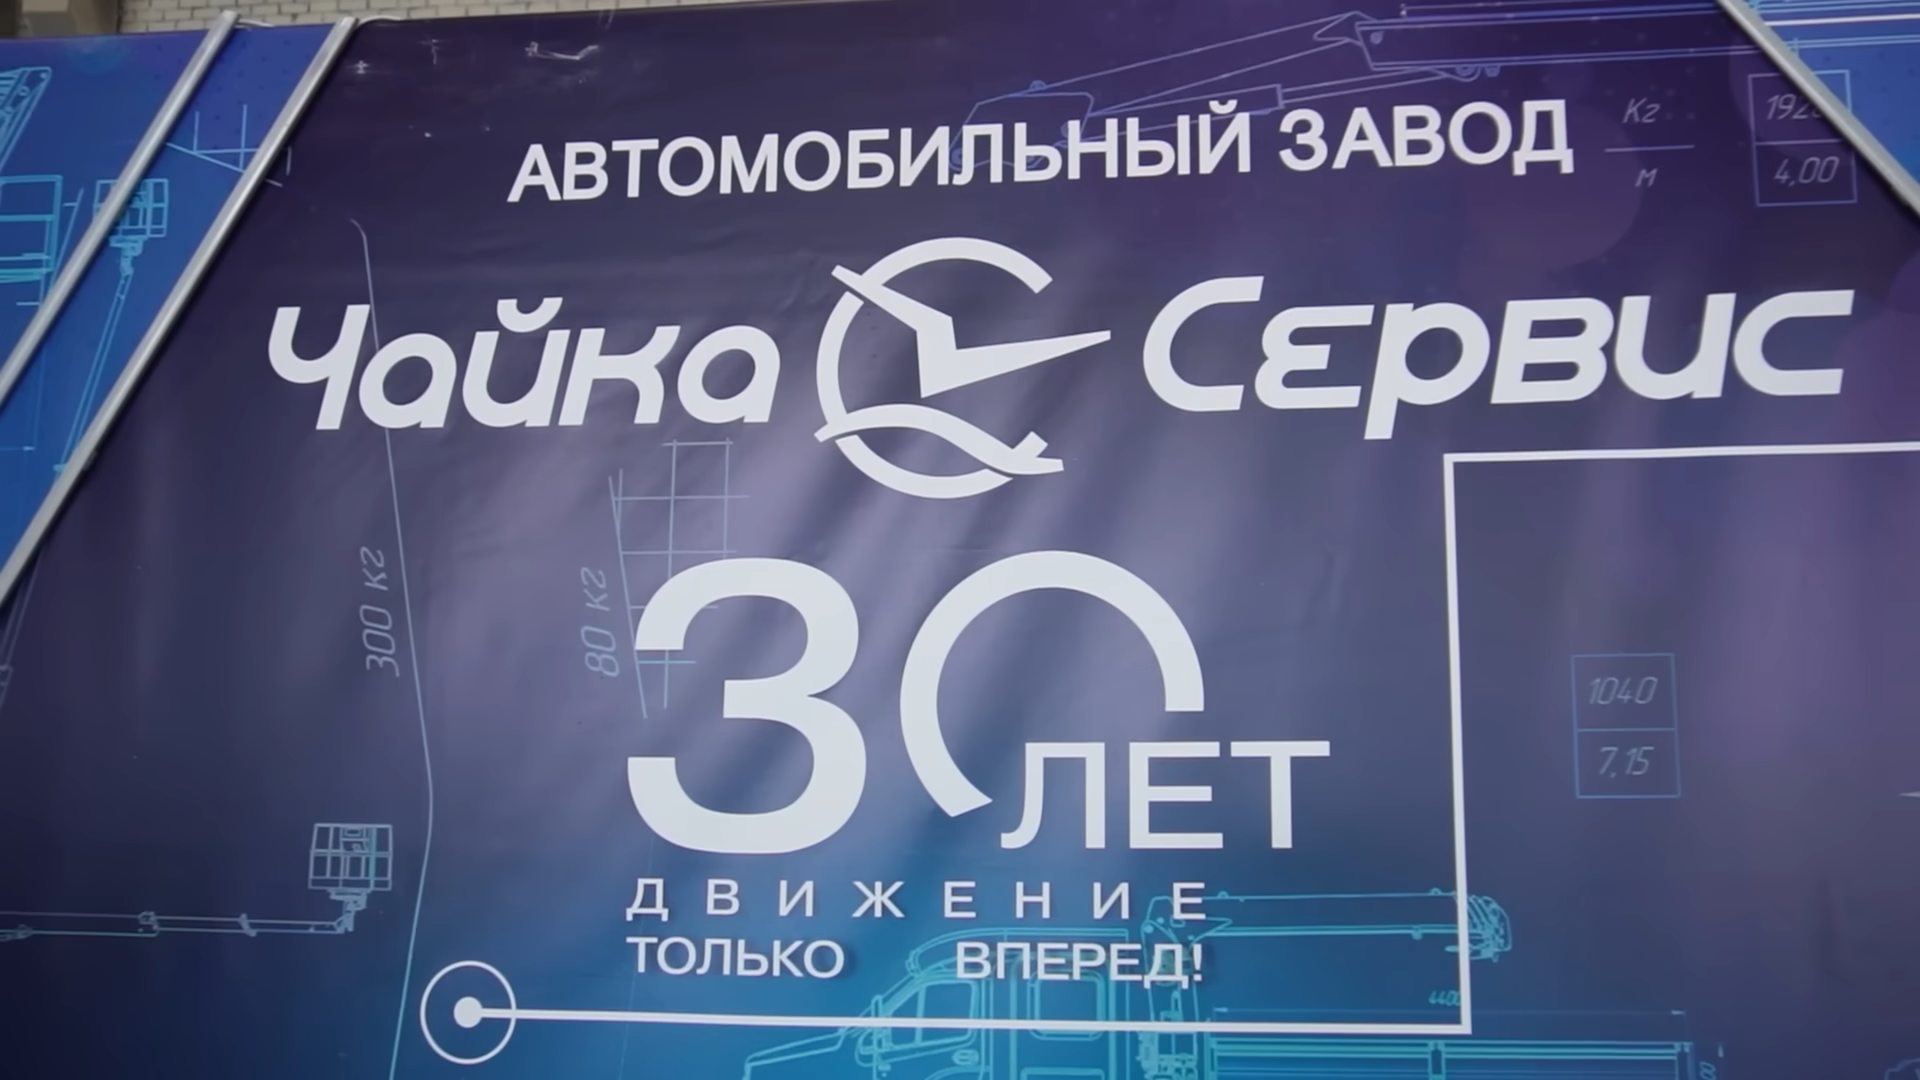 АВТОМОБИЛЬНЫЙ ЗАВОД
Кг
м
4,00
Чайка Сервис
300 кг
80 кг
30 ЛЕТ
1040
7,15
ДВИЖЕНИЕ
ТОЛЬКО ВПЕРЕД!
4400